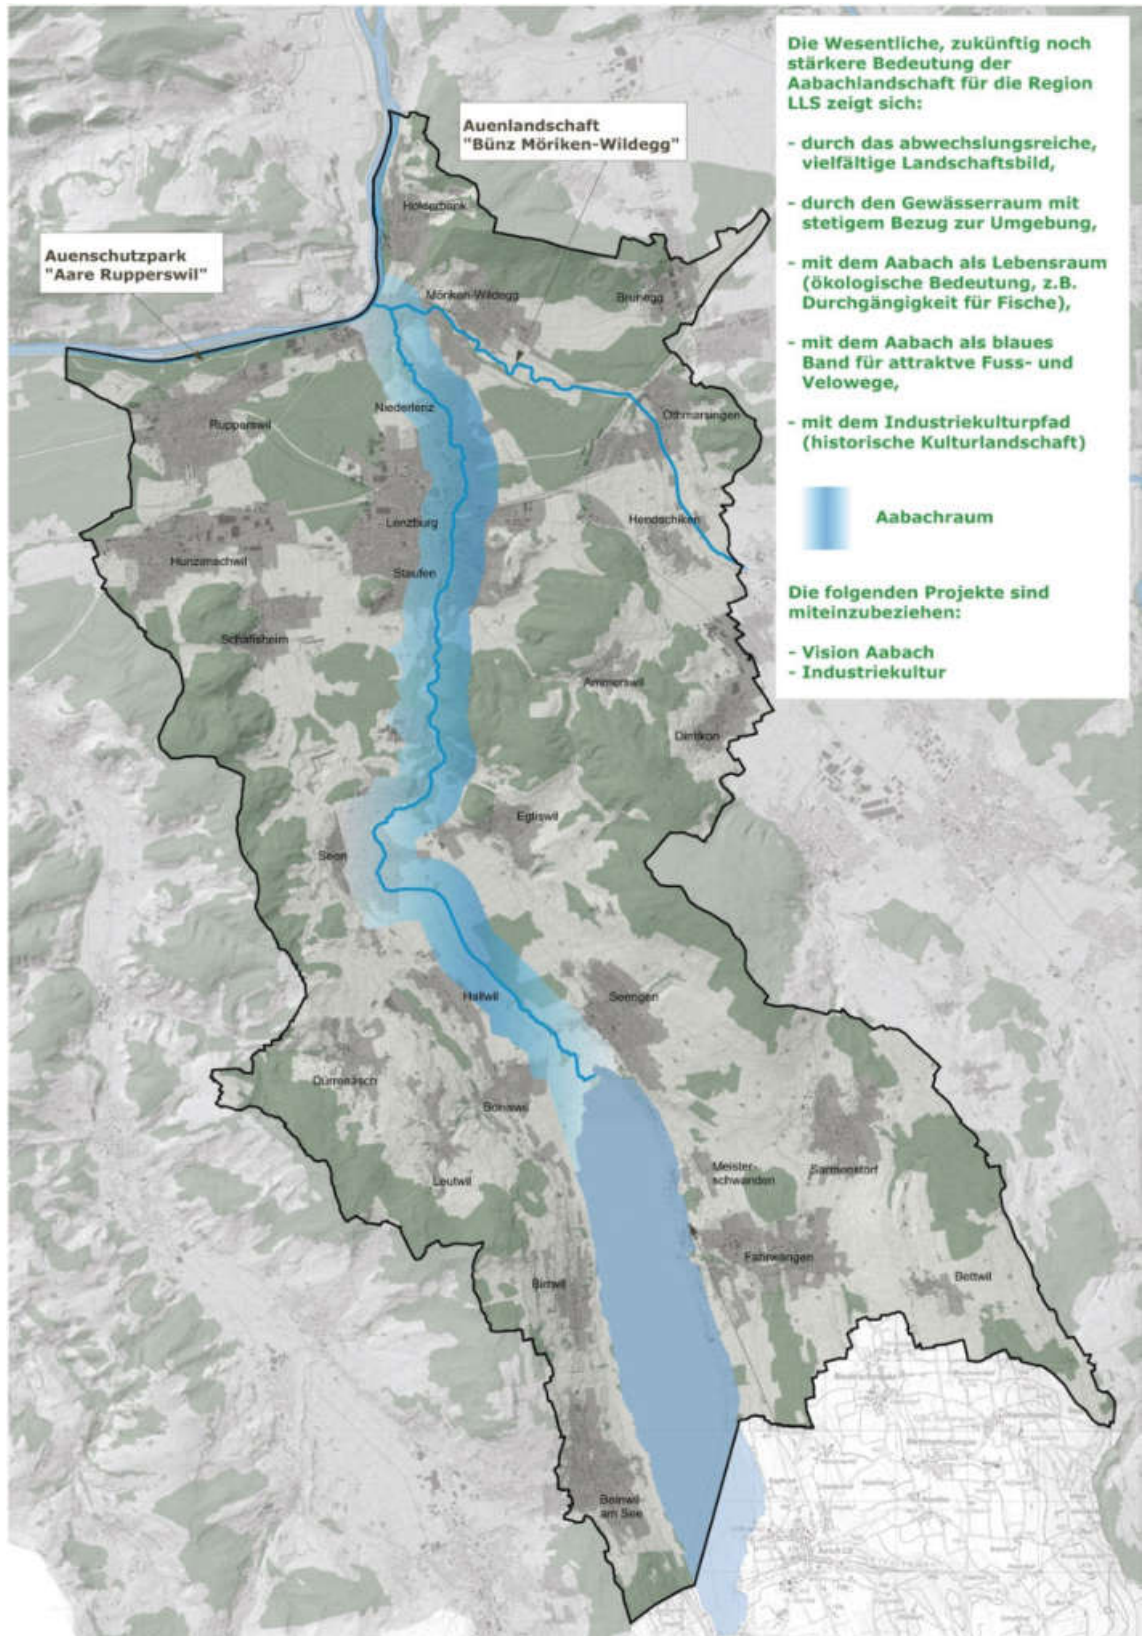 Die Wesentliche, zukünftig noch
stärkere Bedeutung der
Aabachlandschaft für die Region
LLS zeigt sich:
- durch das abwechslungsreiche,
vielfältige Landschaftsbild,
- durch den Gewässerraum mit
stetigem Bezug zur Umgebung,
- mit dem Aabach als Lebensraum
(ökologische Bedeutung, z.B.
Durchgängigkeit für Fische),
- mit dem Aabach als blaues
Band für attraktve Fuss- und
Velowege,
- mit dem Industriekulturpfad
(historische Kulturlandschaft)
Aabachraum
Die folgenden Projekte sind
miteinzubeziehen:
- Vision Aabach
- Industriekultur
Auenlandschaft
"Bünz Möriken-Wildegg"
Auenschutzpark
"Aare Rupperswil"
Holderbank
Möriken-Wildegg
Brunegg
Niederlenz
Rupperswil
Othmarsingen
Lenzburg
Hendschiken
Hunzenschwil
Staufen
Schafisheim
Ammerswil
Dintikon
Egliswil
Seon
Hallwil
Seengen
Dürrenäsch
Boniswil
Leutwil
Meister-
schwanden
Sarmenstorf
Fahrwangen
Bettwil
Birrwil
Beinwil
am See